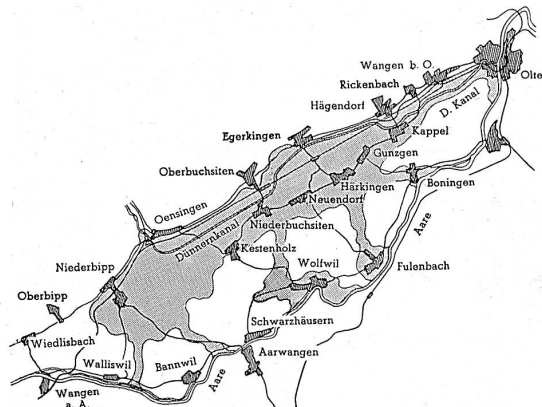 Wangen b. O.
Olte
Rickenbach
Hägendorf
D. Kanal
Kappel
Egerkingen
Gunzgen
Oberbuchsiten
Härkingen
Boningen
Neuendorf
Oensingen
Niederbuchsiten
Aare
Dünnernkanal
Kestenholz
Wolfwil
Fulenbach
Niederbipp
Oberbipp
Schwarzhäusern
Wiedlisbach
Aarwangen
Walliswil
Bannwil
Aare
Wangen
a. A.